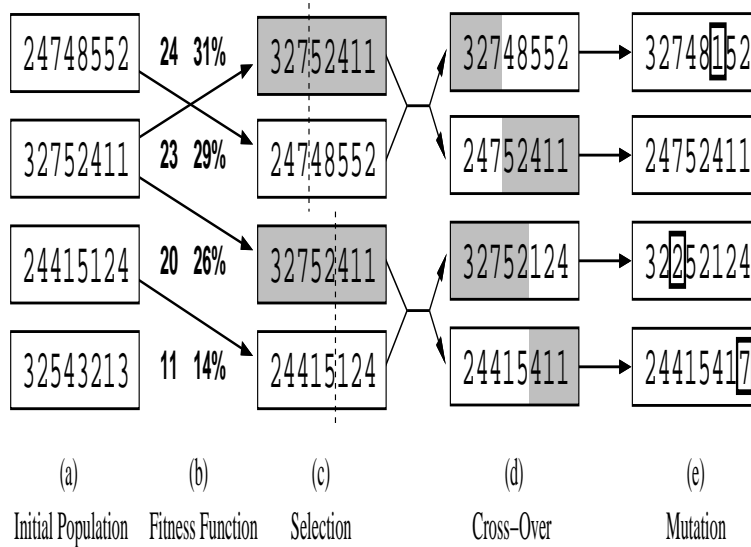 24748552 24 31% 32752411 32748552 32748152
32752411 23 29% 24748552 24752411 24752411
24415124 20 26% 32752411 32752124 32252124
32543213 11 14% 24415124 24415411 24415417
(a) (b) (c) (d) (e)
Initial Population Fitness Function Selection Cross–Over Mutation